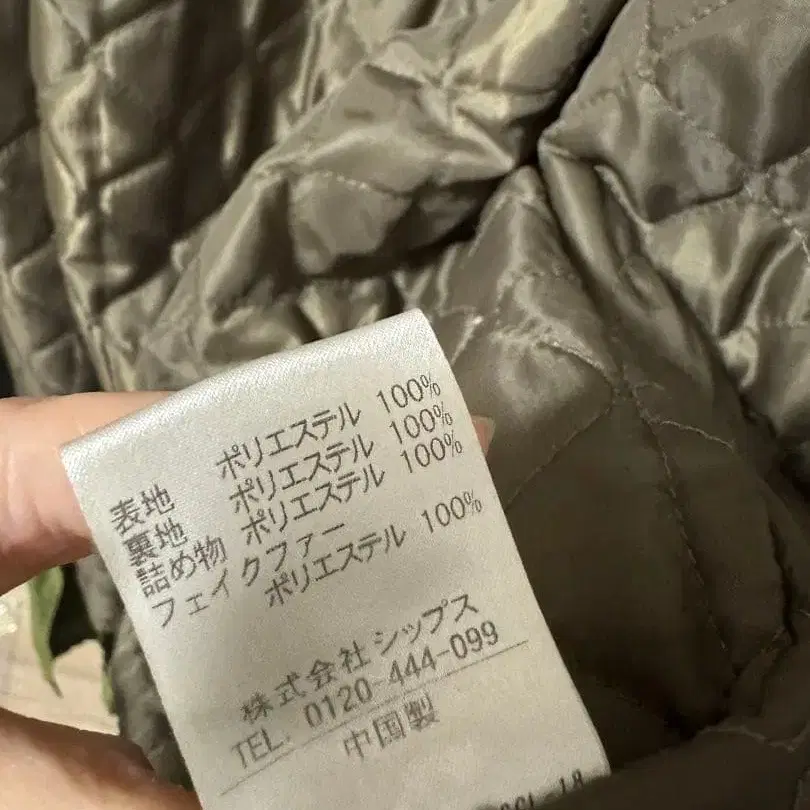 表地 ポリエステル 100%
裏地 ポリエステル 100%
詰め物 ポリエステル 100%
フェイクファー
ポリエステル 100%
株式会社シップス
TEL. 0120-444-099
中国製